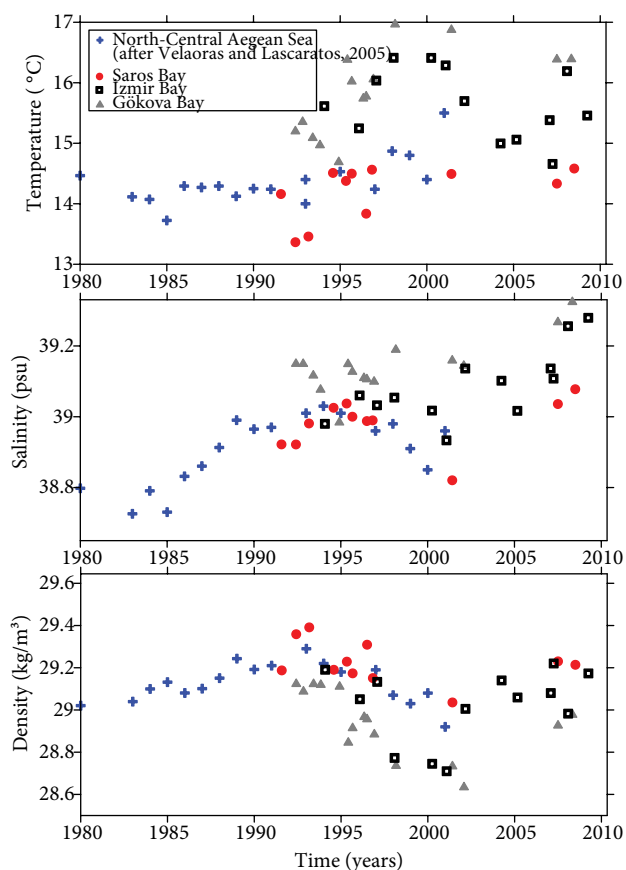 17
16
15
14
13
Temperature ( °C)
North-Central Aegean Sea
(after Velaoras and Lascaratos, 2005)
Saros Bay
İzmir Bay
Gökova Bay
1980 1985 1990 1995 2000 2005 2010
39.2
39
38.8
Salinity (psu)
1980 1985 1990 1995 2000 2005 2010
29.6
29.4
29.2
29
28.8
28.6
Density (kg/m³)
1980 1985 1990 1995 2000 2005 2010
Time (years)